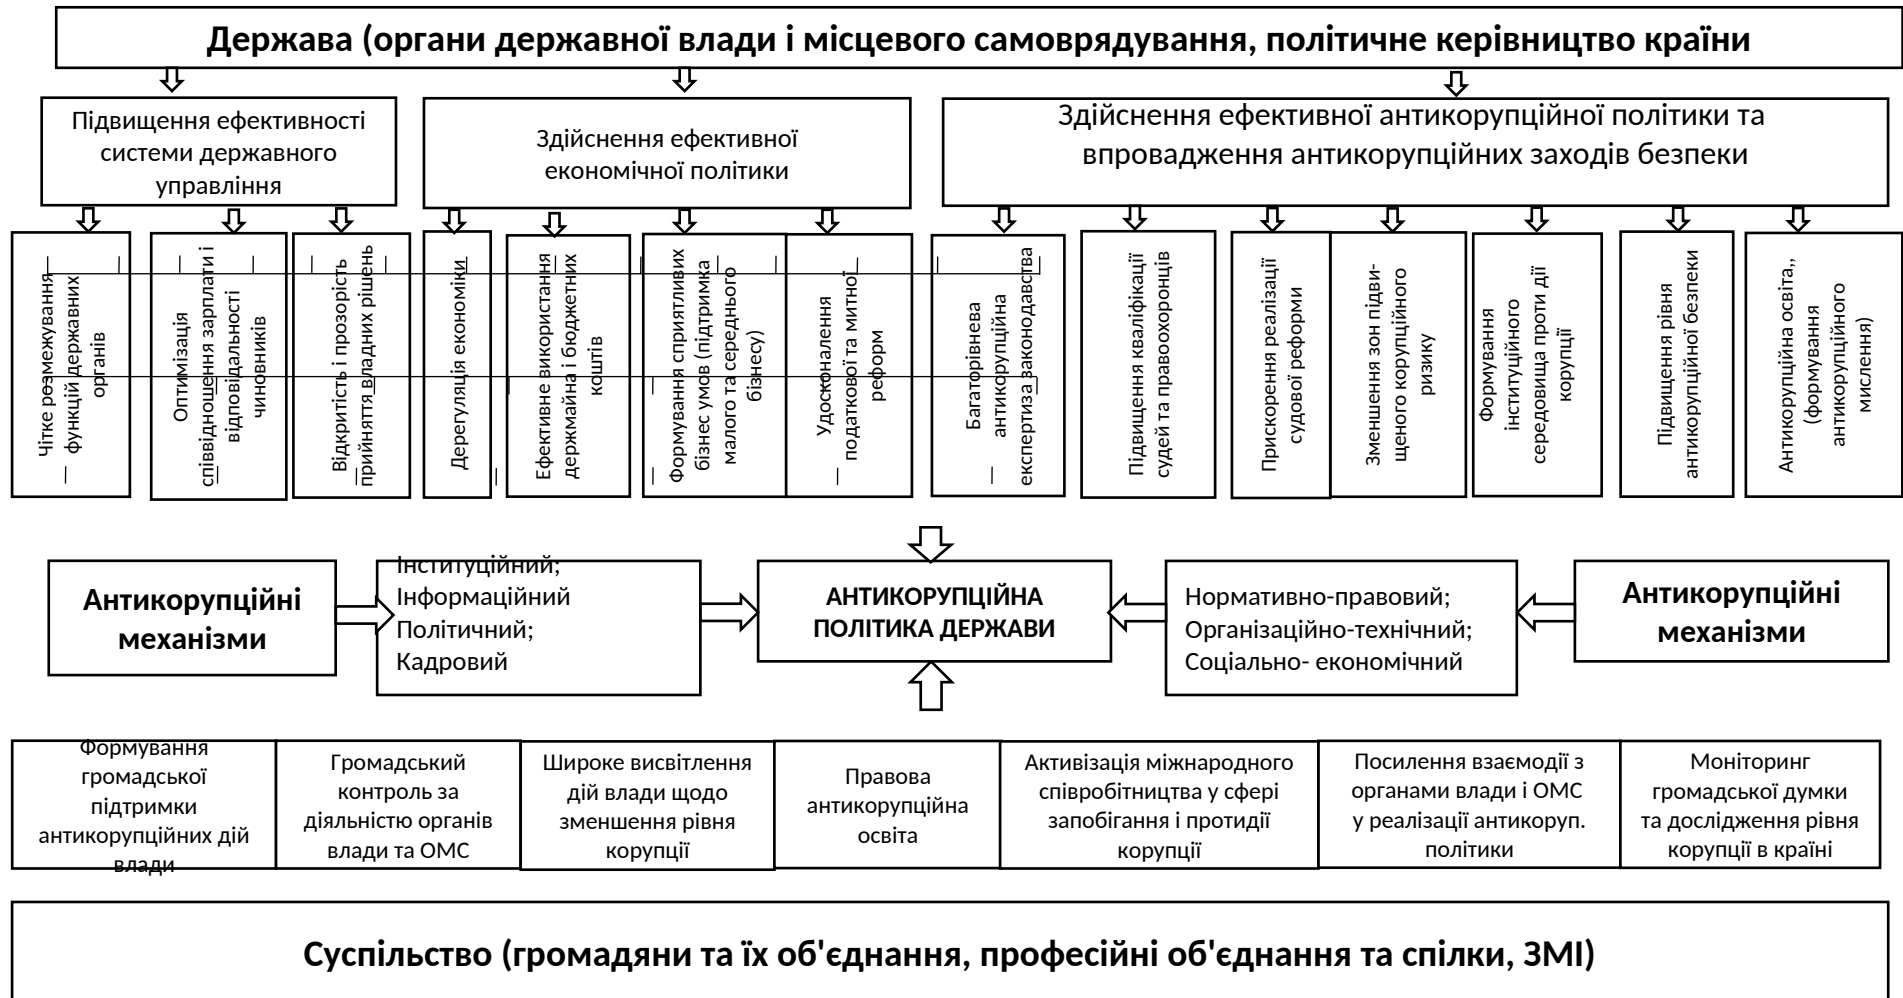 Держава (органи державної влади і місцевого самоврядування, політичне керівництво країни
Підвищення ефективності
системи державного
управління
Здійснення ефективної
економічної політики
Здійснення ефективної антикорупційної політики та
впровадження антикорупційних заходів безпеки
Чітке розмежування
функцій державних
органів
Оптимізація
співвідношення зарплати і
відповідальності
чиновників
Відкритість і прозорість
прийняття владних рішень
Дерегуляція економіки
Ефективне використання
держмайна і бюджетних
коштів
Формування сприятливих
бізнес умов (підтримка
малого та середнього
бізнесу)
Удосконалення
податкової та митної
реформ
Багаторівнева
антикорупційна
експертиза законодавства
Підвищення кваліфікації
судей та правоохоронців
Прискорення реалізації
судової реформи
Зменшення зон підви-
щеного корупційного
ризику
Формування
інституційного
середовища проти дії
корупції
Підвищення рівня
антикорупційної безпеки
Антикорупційна освіта,,
(формування
антикорупційного
мислення)
Антикорупційні
механізми
Інституційний;
Інформаційний
Політичний;
Кадровий
АНТИКОРУПЦІЙНА
ПОЛІТИКА ДЕРЖАВИ
Нормативно-правовий;
Організаційно-технічний;
Соціально- економічний
Антикорупційні
механізми
Формування
громадської
підтримки
антикорупційних дій
влади
Громадський
контроль за
діяльністю органів
влади та ОМС
Широке висвітлення
дій влади щодо
зменшення рівня
корупції
Правова
антикорупційна
освіта
Активізація міжнародного
співробітництва у сфері
запобігання і протидії
корупції
Посилення взаємодії з
органами влади і ОМС
у реалізації антикоруп.
політики
Моніторинг
громадської думки
та дослідження рівня
корупції в країні
Суспільство (громадяни та їх об'єднання, професійні об'єднання та спілки, ЗМІ)